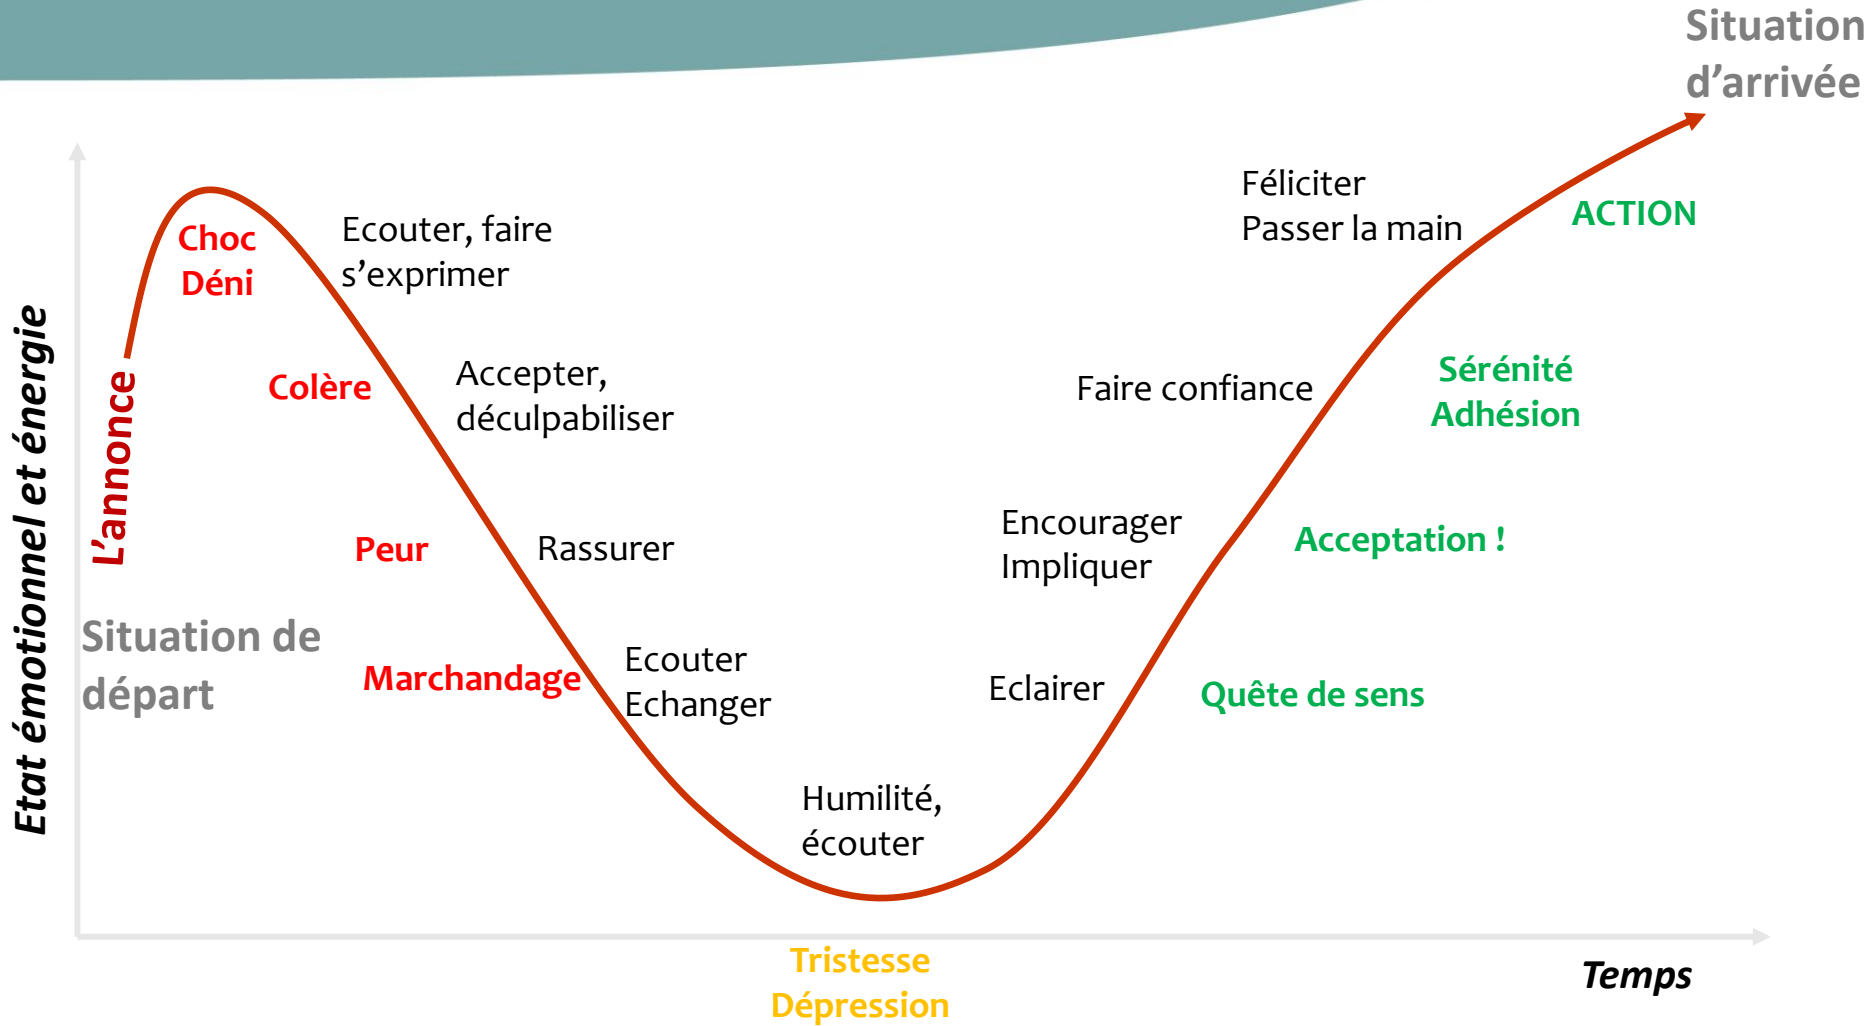 Situation
d’arrivée
Féliciter
Passer la main
ACTION
Choc
Déni
Ecouter, faire
s’exprimer
Etat émotionnel et énergie
L’annonce
Colère
Accepter,
déculpabiliser
Faire confiance
Sérénité
Adhésion
Peur
Rassurer
Encourager
Impliquer
Acceptation !
Situation de
départ
Marchandage
Ecouter
Echanger
Eclairer
Quête de sens
Humilité,
écouter
Tristesse
Dépression
Temps